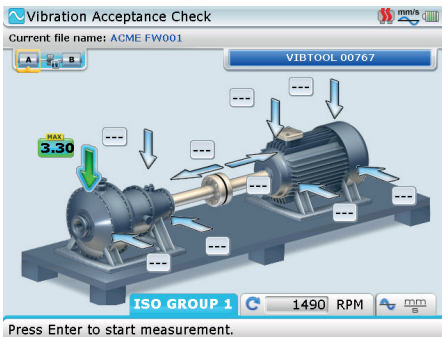 Vibration Acceptance Check
mm/s
Current file name: ACME FW001
A B
VIBTOOL 00767
---
---
---
MAX
3.30
---
---
---
---
---
---
ISO GROUP 1
1490 RPM
mm
s
Press Enter to start measurement.